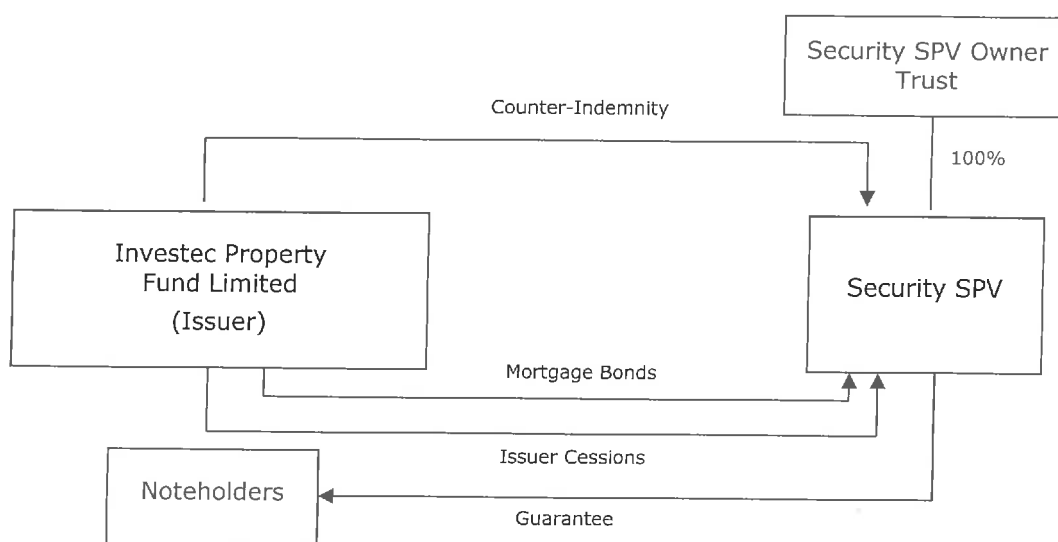 Security SPV Owner
Trust
Counter-Indemnity
100%
Investec Property
Fund Limited
(Issuer)
Security SPV
Mortgage Bonds
Issuer Cessions
Noteholders
Guarantee